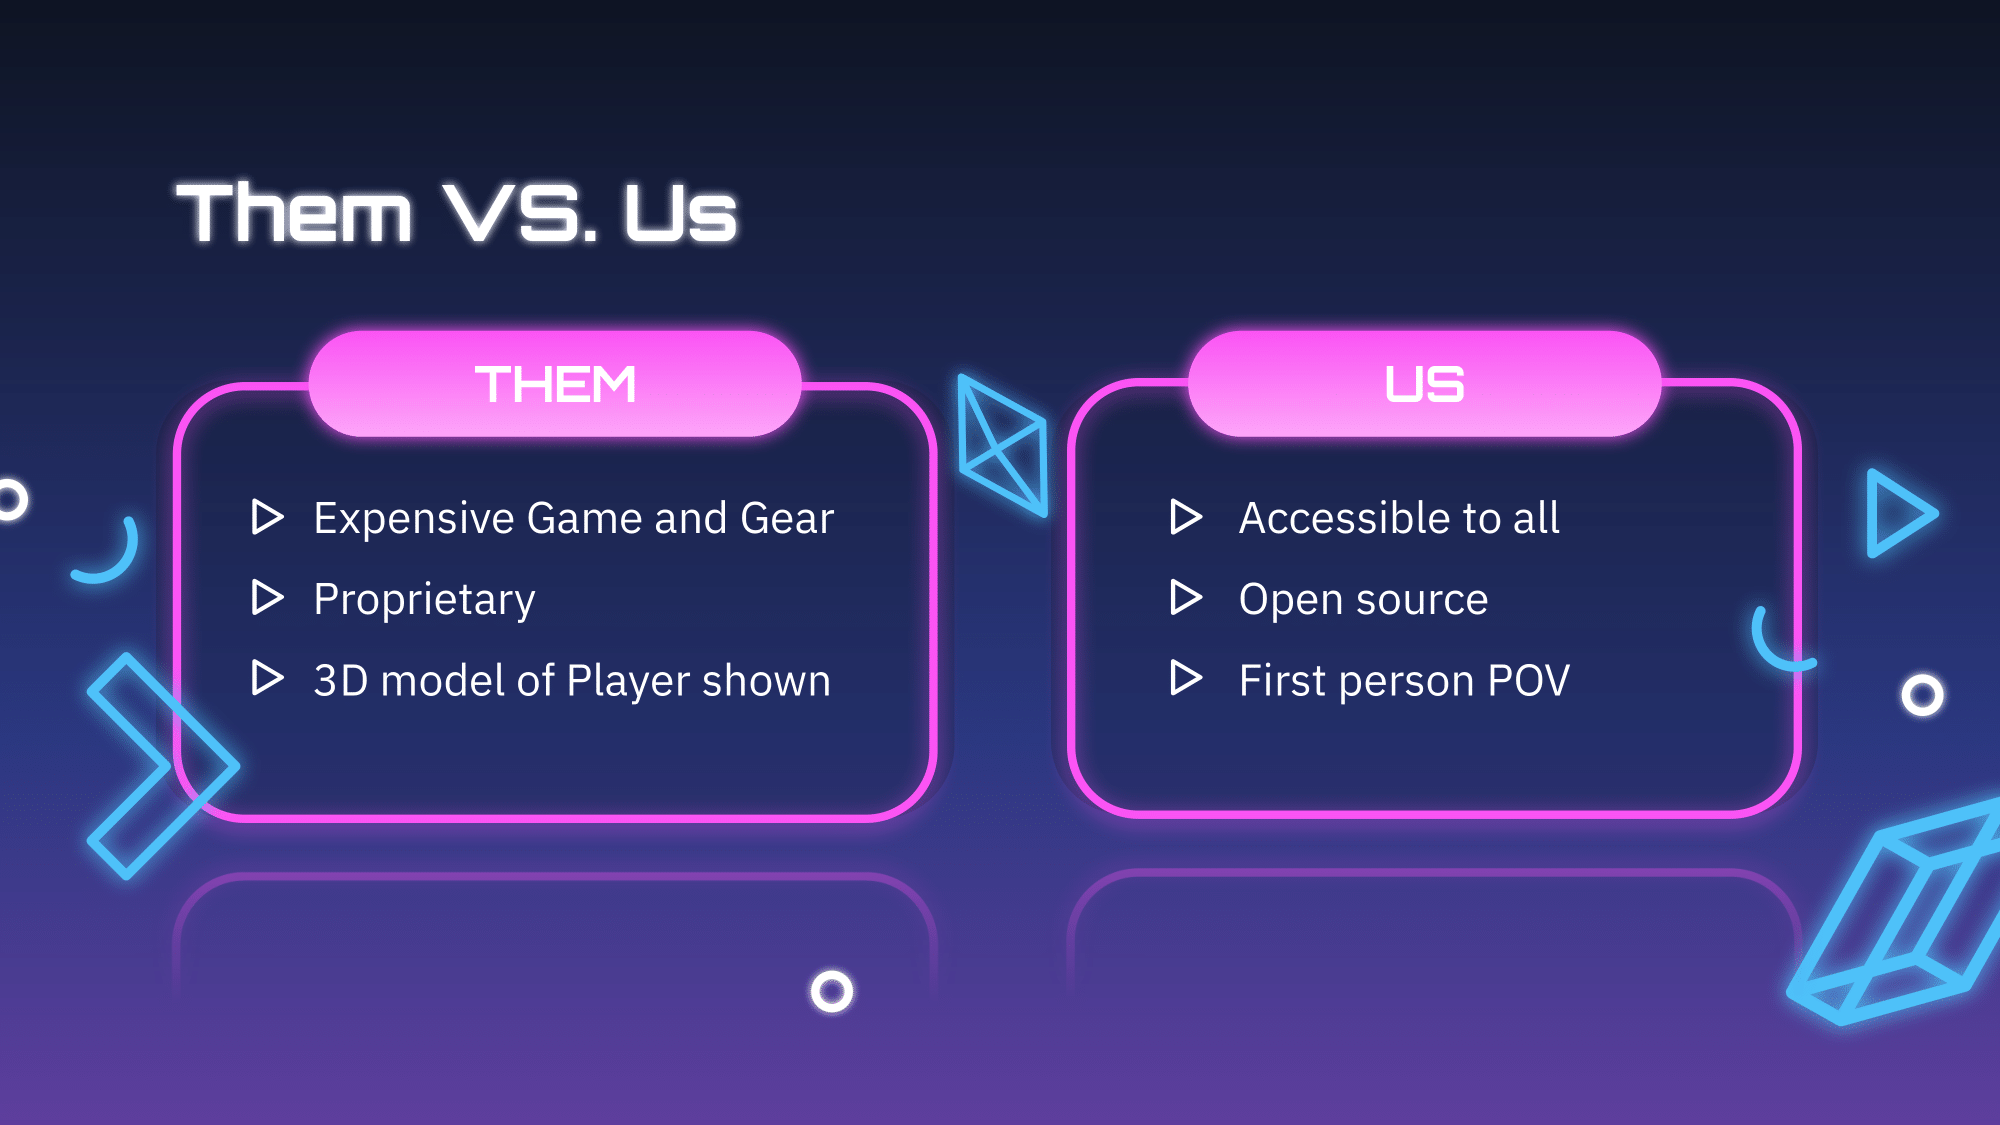 Them VS. Us
THEM
Expensive Game and Gear
Proprietary
3D model of Player shown
US
Accessible to all
Open source
First person POV